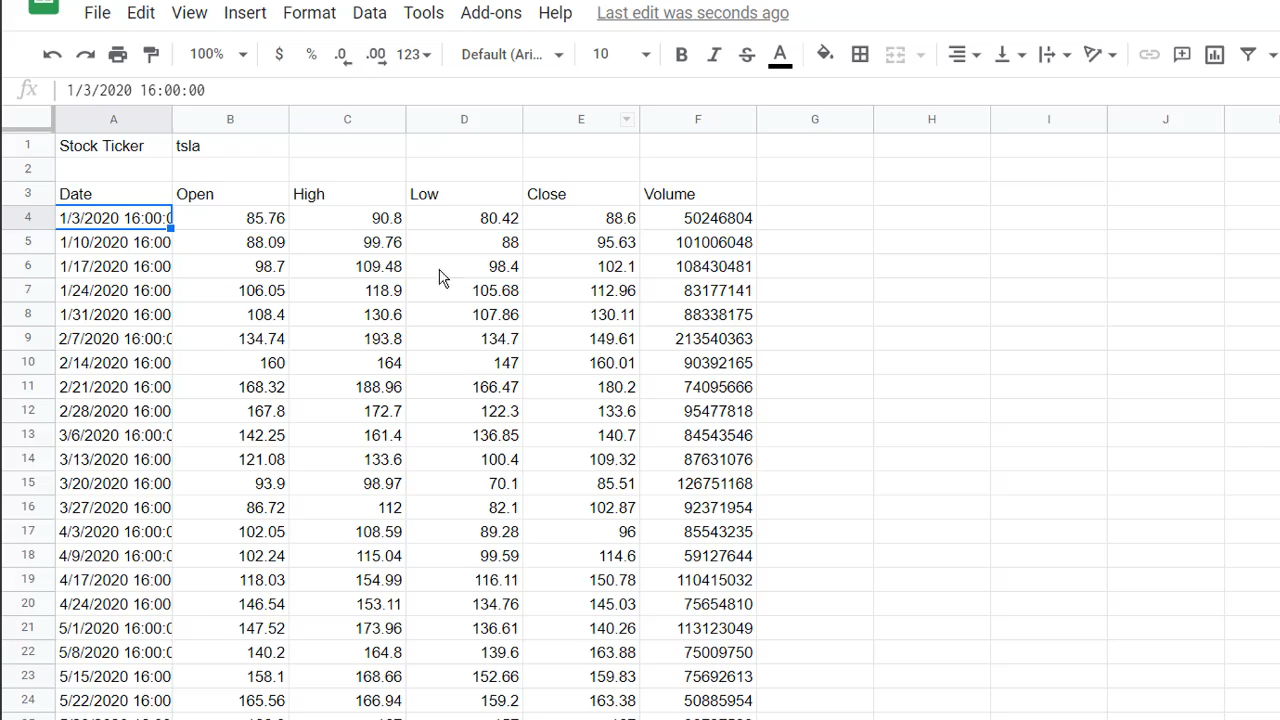 File Edit View Insert Format Data Tools Add-ons Help Last edit was seconds ago
100% $ % .0 .00 123 Default (Ari... 10 B I S A
fx 1/3/2020 16:00:00
A B C D E F G H I J
1 Stock Ticker tsla
2
3 Date Open High Low Close Volume
4 1/3/2020 16:00:0 85.76 90.8 80.42 88.6 50246804
5 1/10/2020 16:00 88.09 99.76 88 95.63 101006048
6 1/17/2020 16:00 98.7 109.48 98.4 102.1 108430481
7 1/24/2020 16:00 106.05 118.9 105.68 112.96 83177141
8 1/31/2020 16:00 108.4 130.6 107.86 130.11 88338175
9 2/7/2020 16:00:0 134.74 193.8 134.7 149.61 213540363
10 2/14/2020 16:00 160 164 147 160.01 90392165
11 2/21/2020 16:00 168.32 188.96 166.47 180.2 74095666
12 2/28/2020 16:00 167.8 172.7 122.3 133.6 95477818
13 3/6/2020 16:00:0 142.25 161.4 136.85 140.7 84543546
14 3/13/2020 16:00 121.08 133.6 100.4 109.32 87631076
15 3/20/2020 16:00 93.9 98.97 70.1 85.51 126751168
16 3/27/2020 16:00 86.72 112 82.1 102.87 92371954
17 4/3/2020 16:00:0 102.05 108.59 89.28 96 85543235
18 4/9/2020 16:00:0 102.24 115.04 99.59 114.6 59127644
19 4/17/2020 16:00 118.03 154.99 116.11 150.78 110415032
20 4/24/2020 16:00 146.54 153.11 134.76 145.03 75654810
21 5/1/2020 16:00:0 147.52 173.96 136.61 140.26 113123049
22 5/8/2020 16:00:0 140.2 164.8 139.6 163.88 75009750
23 5/15/2020 16:00 158.1 168.66 152.66 159.83 75692613
24 5/22/2020 16:00 165.56 166.94 159.2 163.38 50885954